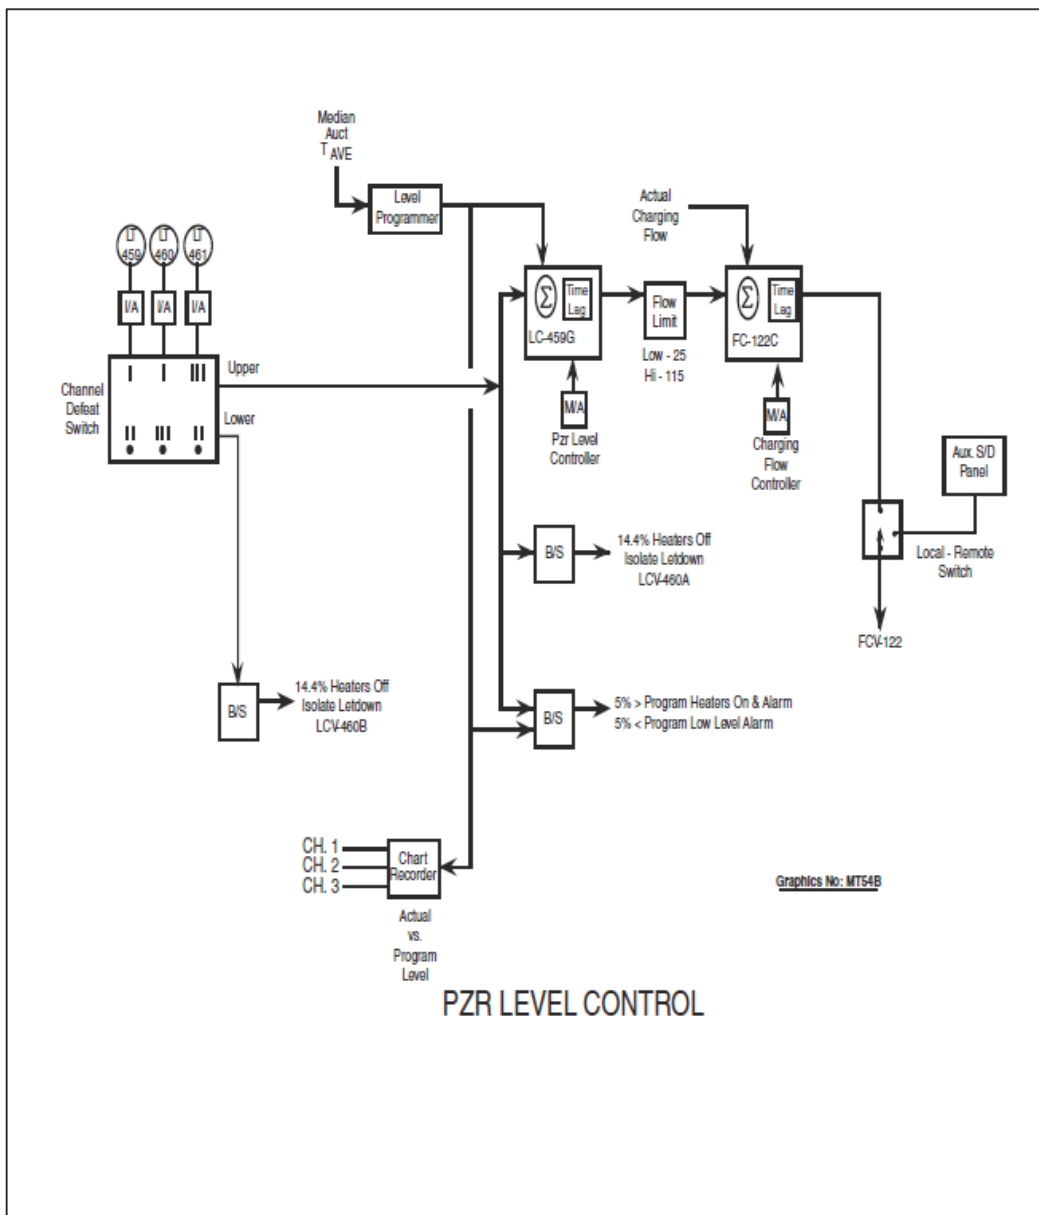 Median
Auct
T AVE
Level
Programmer
Actual
Charging
Flow
LT
459
LT
460
LT
461
I/A
I/A
I/A
Σ
Time
Lag
LC-459G
Flow
Limit
Low - 25
Hi - 115
Σ
Time
Lag
FC-122C
Channel
Defeat
Switch
I I III
II III II
Upper
Lower
M/A
Pzr Level
Controller
M/A
Charging
Flow
Controller
Aux. S/D
Panel
Local - Remote
Switch
FCV-122
B/S
14.4% Heaters Off
Isolate Letdown
LCV-460A
B/S
14.4% Heaters Off
Isolate Letdown
LCV-460B
B/S
5% > Program Heaters On & Alarm
5% < Program Low Level Alarm
CH. 1
CH. 2
CH. 3
Chart
Recorder
Actual
vs.
Program
Level
Graphics No: MT54B
PZR LEVEL CONTROL